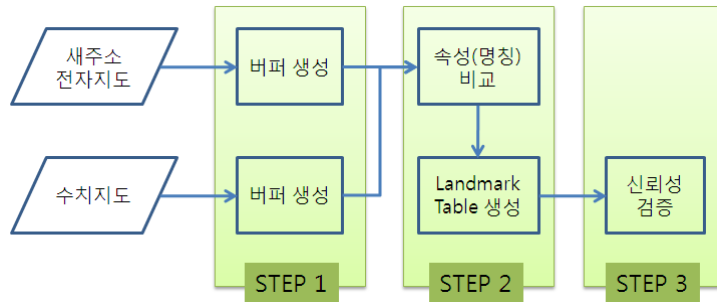 새주소
전자지도
버퍼 생성
속성(명칭)
비교
수치지도
버퍼 생성
Landmark
Table 생성
신뢰성
검증
STEP 1
STEP 2
STEP 3